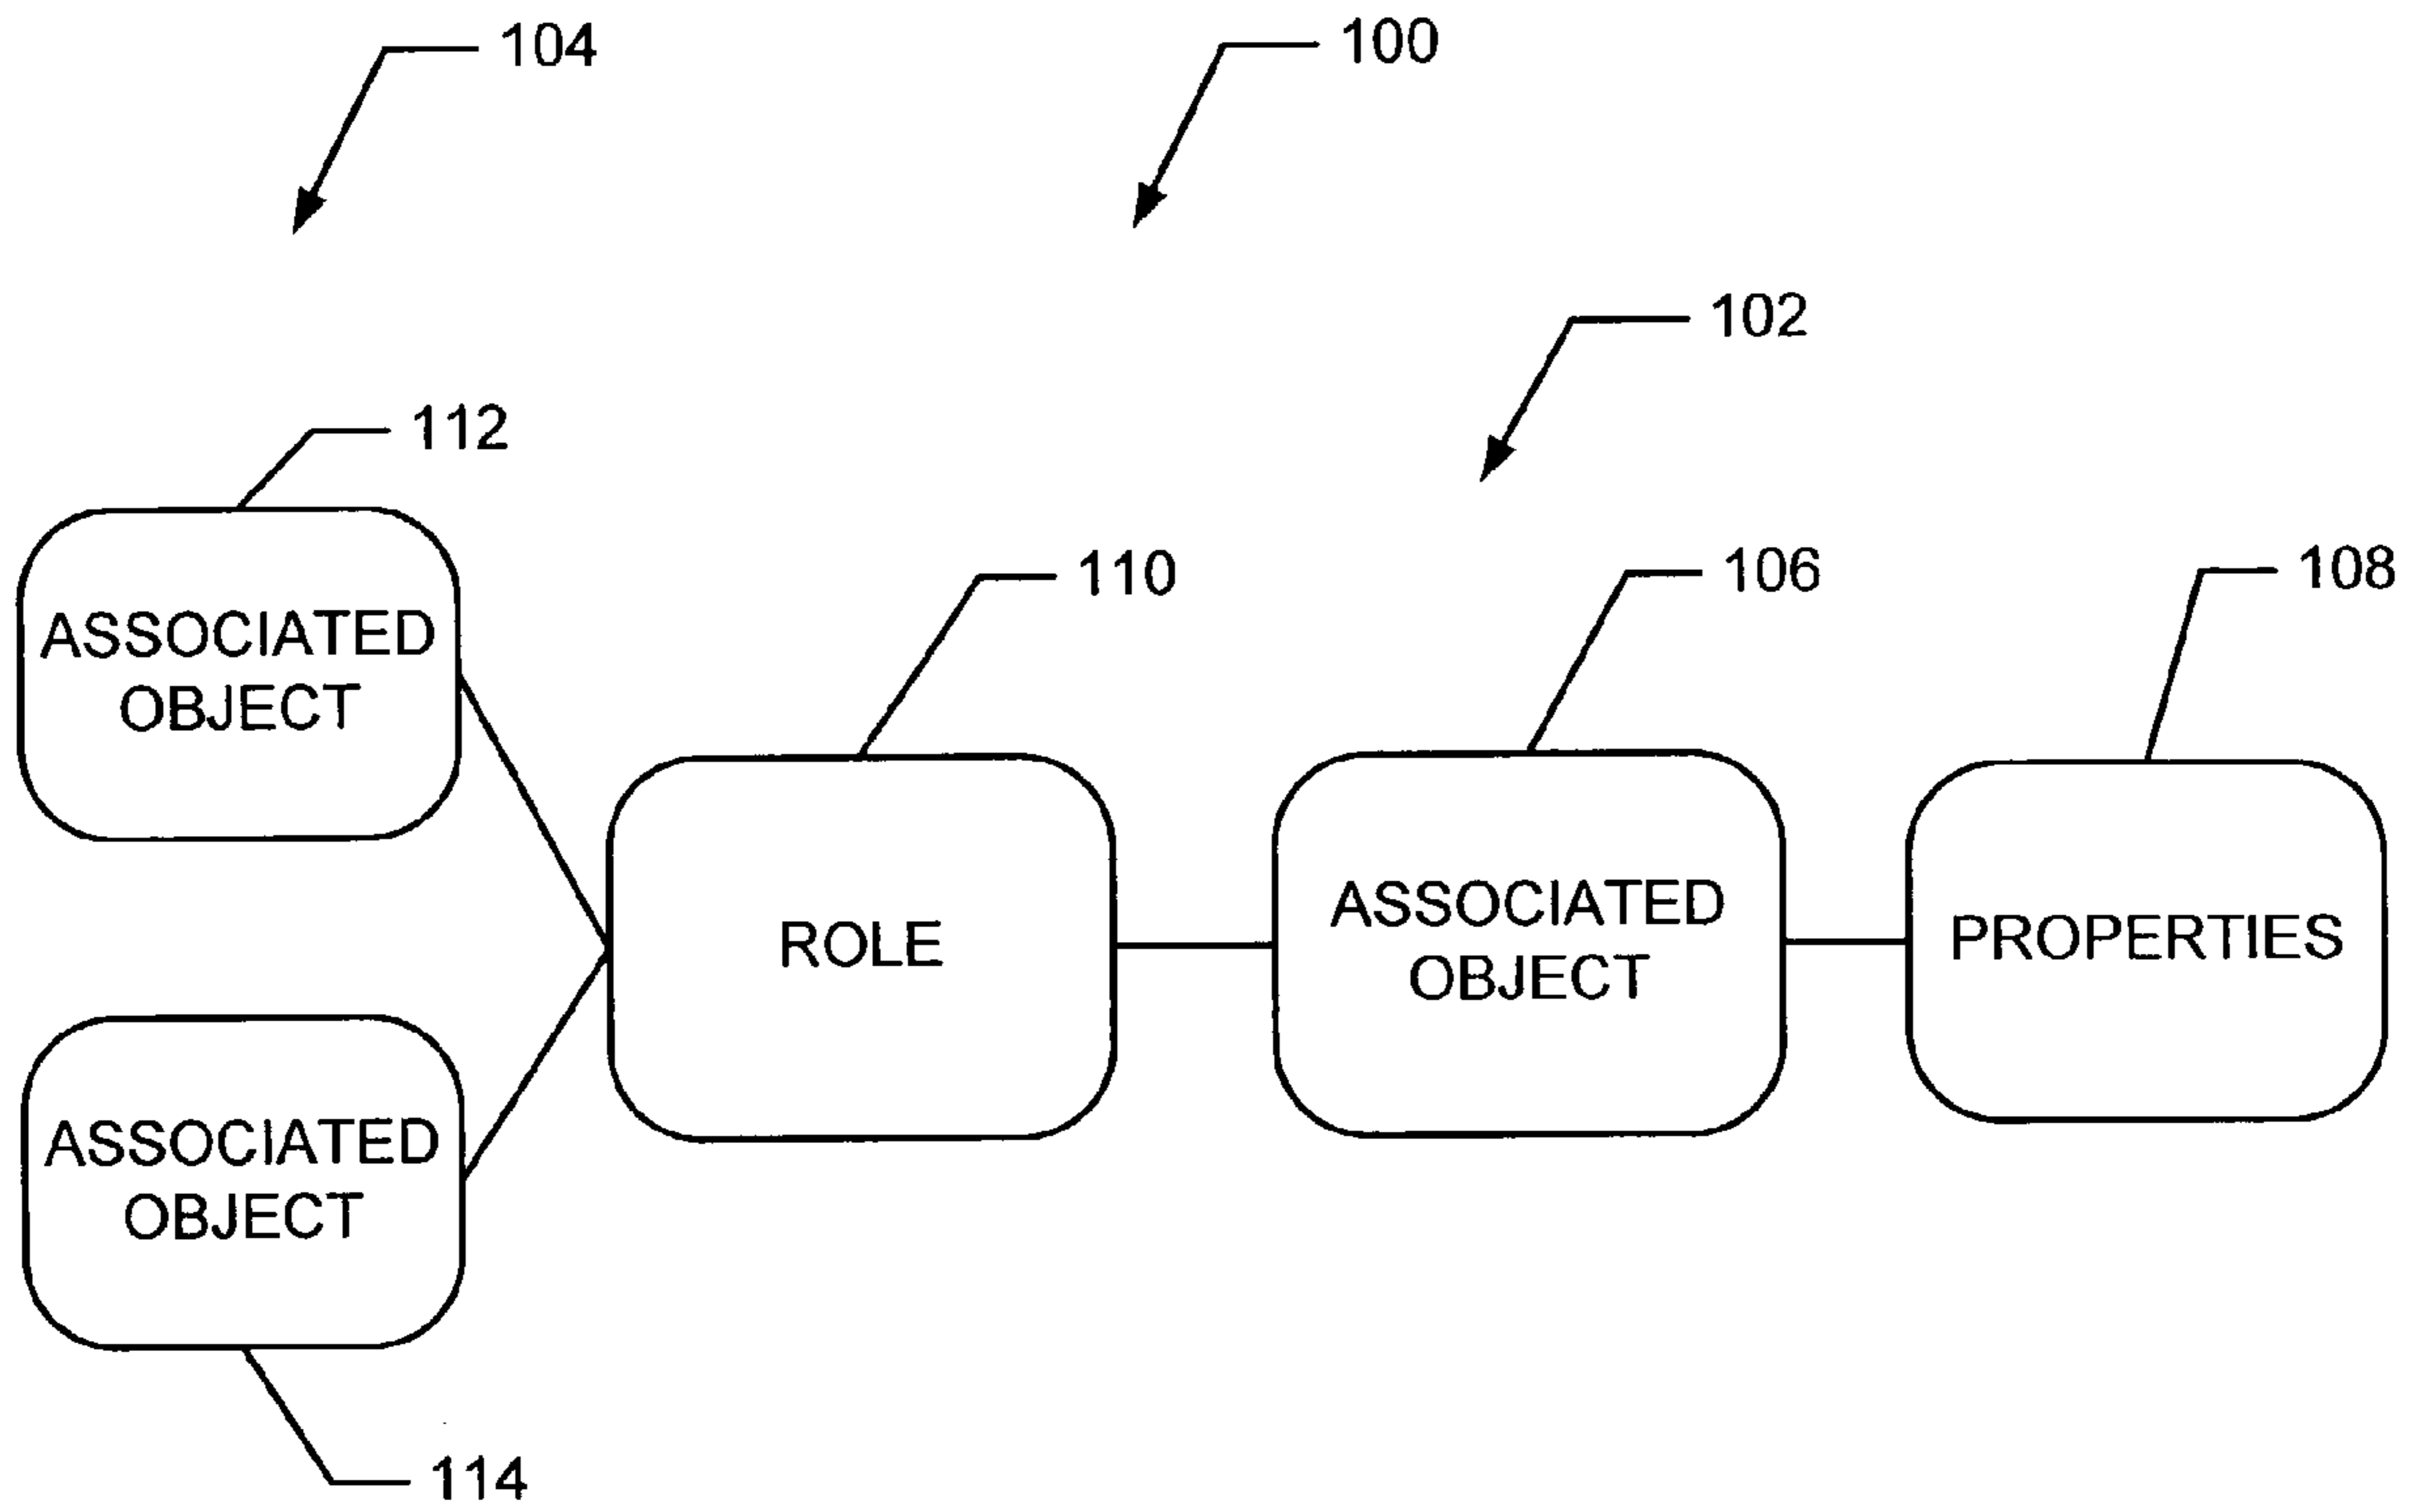 104
100
102
112
110
106
108
ASSOCIATED
OBJECT
ROLE
ASSOCIATED
OBJECT
PROPERTIES
ASSOCIATED
OBJECT
114